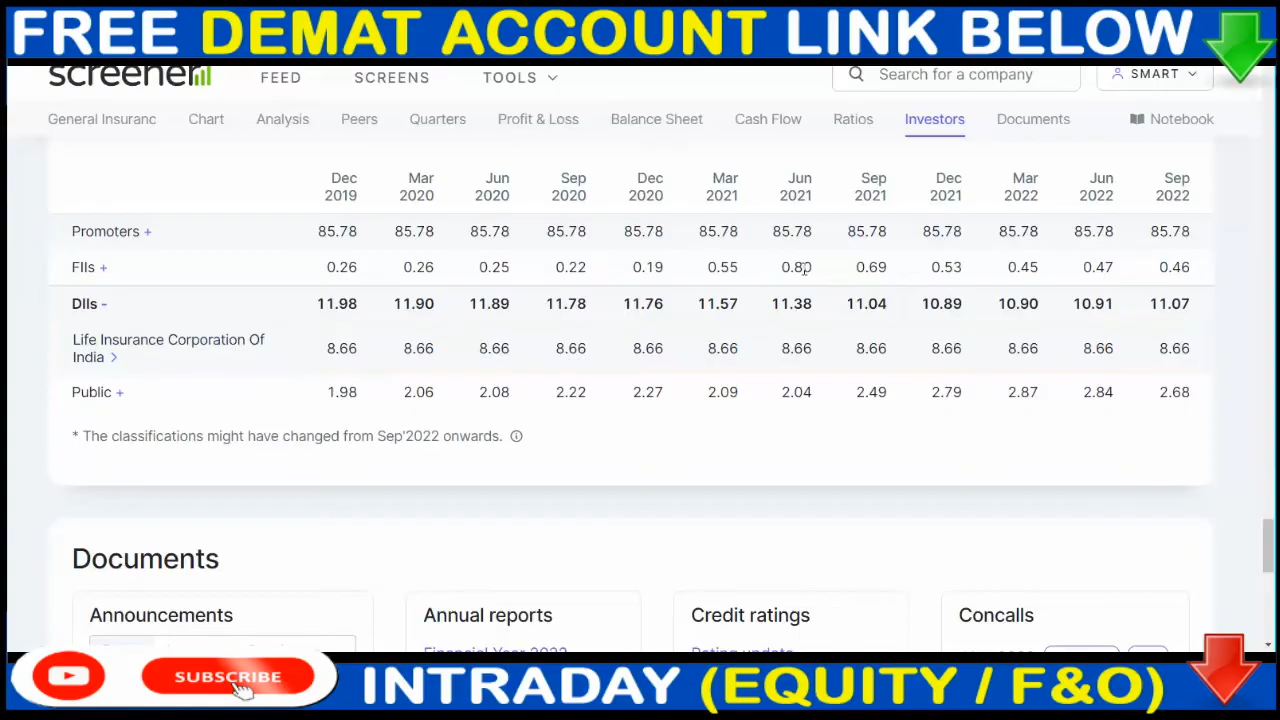 FREE DEMAT ACCOUNT LINK BELOW
screener FEED SCREENS TOOLS Search for a company SMART
General Insuranc Chart Analysis Peers Quarters Profit & Loss Balance Sheet Cash Flow Ratios Investors Documents Notebook
Dec Mar Jun Sep Dec Mar Jun Sep Dec Mar Jun Sep
2019 2020 2020 2020 2020 2021 2021 2021 2021 2022 2022 2022
Promoters + 85.78 85.78 85.78 85.78 85.78 85.78 85.78 85.78 85.78 85.78 85.78 85.78
FIIs + 0.26 0.26 0.25 0.22 0.19 0.55 0.80 0.69 0.53 0.45 0.47 0.46
DIIs - 11.98 11.90 11.89 11.78 11.76 11.57 11.38 11.04 10.89 10.90 10.91 11.07
Life Insurance Corporation Of
India > 8.66 8.66 8.66 8.66 8.66 8.66 8.66 8.66 8.66 8.66 8.66 8.66
Public + 1.98 2.06 2.08 2.22 2.27 2.09 2.04 2.49 2.79 2.87 2.84 2.68
* The classifications might have changed from Sep'2022 onwards.
Documents
Announcements Annual reports Credit ratings Concalls
Financial Year 2022 Rating update
SUBSCRIBE INTRADAY (EQUITY / F&O)